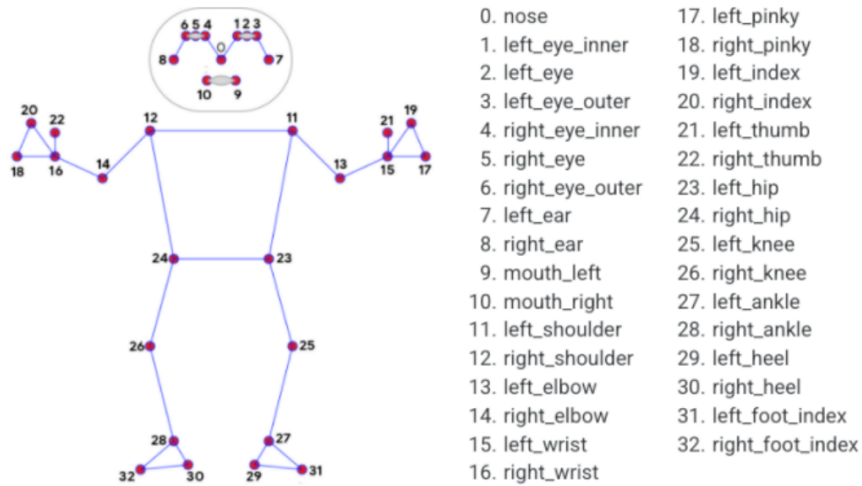 6 5 4 1 2 3
0
8 7
10 9
20 22 12 11 21 19
14 13
18 16 15 17
24 23
26 25
28 27
32 30 29 31
0. nose
1. left_eye_inner
2. left_eye
3. left_eye_outer
4. right_eye_inner
5. right_eye
6. right_eye_outer
7. left_ear
8. right_ear
9. mouth_left
10. mouth_right
11. left_shoulder
12. right_shoulder
13. left_elbow
14. right_elbow
15. left_wrist
16. right_wrist
17. left_pinky
18. right_pinky
19. left_index
20. right_index
21. left_thumb
22. right_thumb
23. left_hip
24. right_hip
25. left_knee
26. right_knee
27. left_ankle
28. right_ankle
29. left_heel
30. right_heel
31. left_foot_index
32. right_foot_index